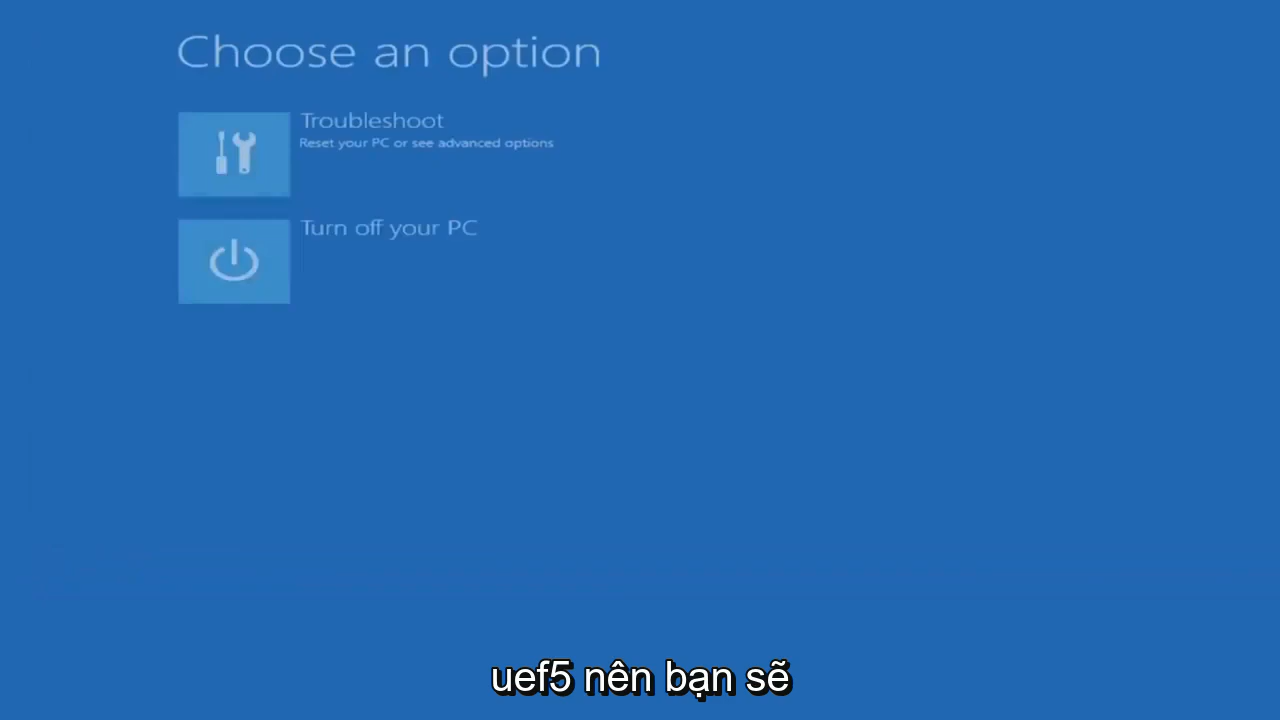 Choose an option
Troubleshoot
Reset your PC or see advanced options
Turn off your PC
uef5 nên bạn sẽ